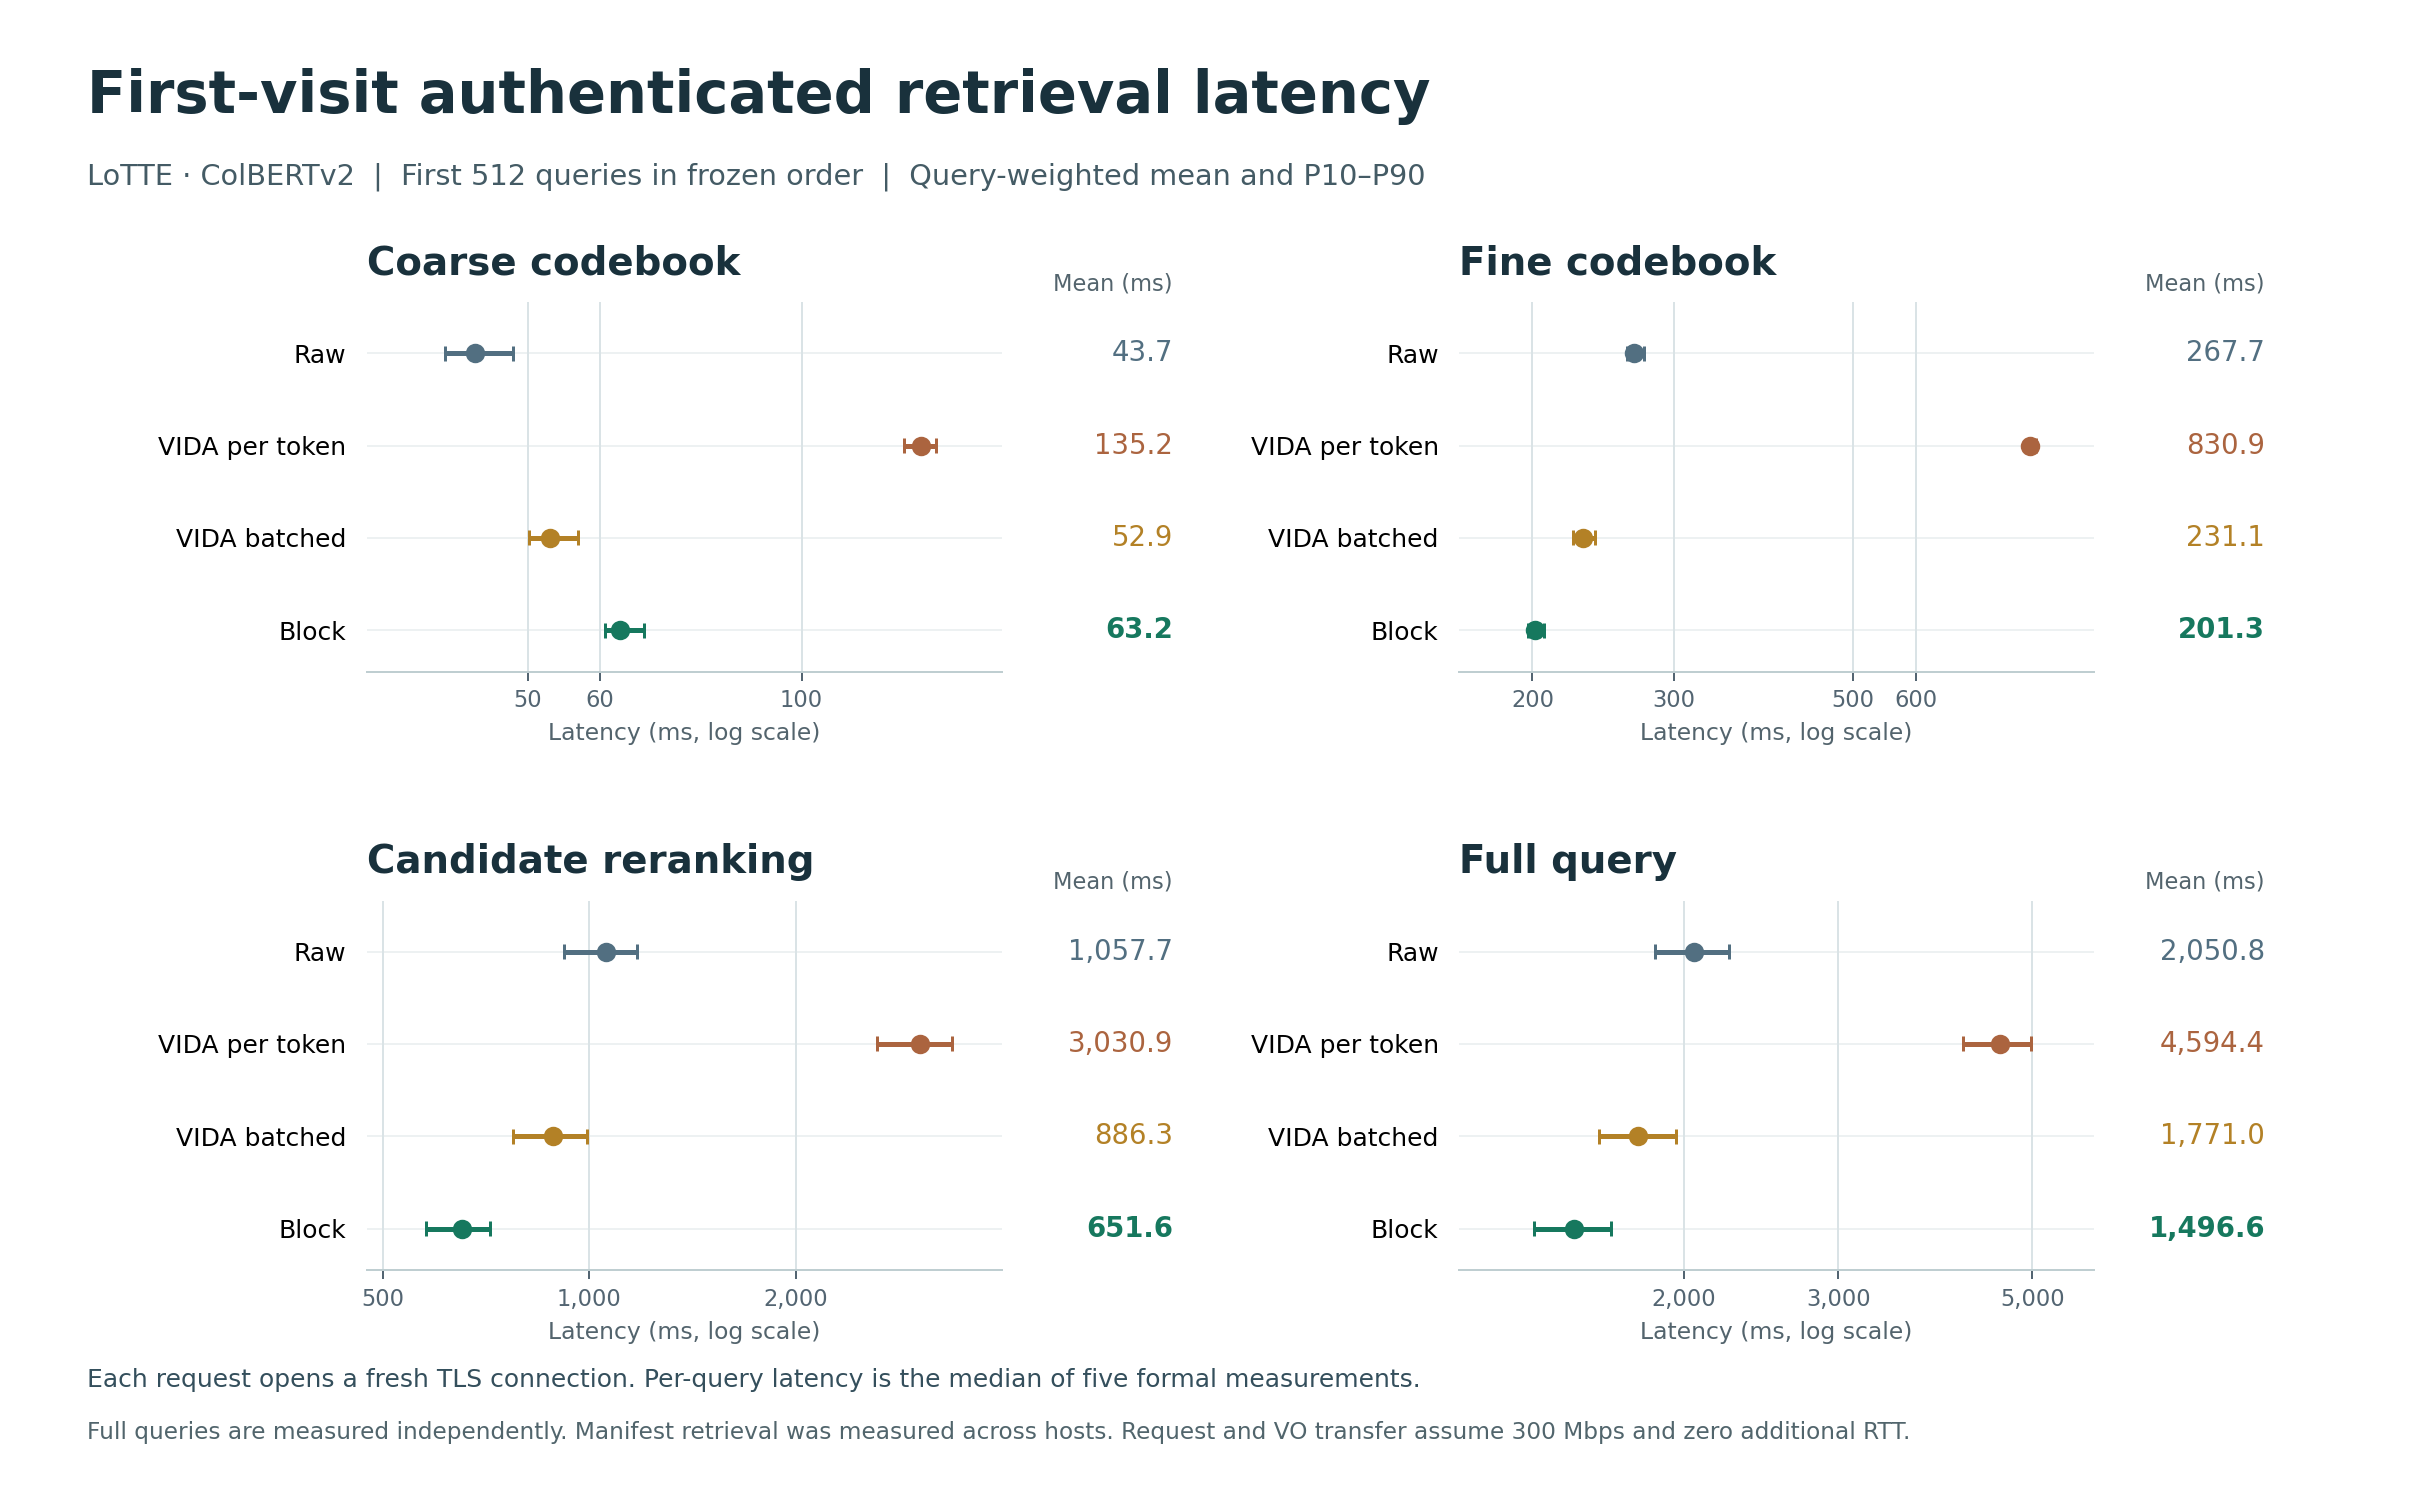 First-visit authenticated retrieval latency
LoTTE · ColBERTv2 | First 512 queries in frozen order | Query-weighted mean and P10–P90
Coarse codebook
Mean (ms)
Raw 43.7
VIDA per token 135.2
VIDA batched 52.9
Block 63.2
50 60 100
Latency (ms, log scale)
Fine codebook
Mean (ms)
Raw 267.7
VIDA per token 830.9
VIDA batched 231.1
Block 201.3
200 300 500 600
Latency (ms, log scale)
Candidate reranking
Mean (ms)
Raw 1,057.7
VIDA per token 3,030.9
VIDA batched 886.3
Block 651.6
500 1,000 2,000
Latency (ms, log scale)
Full query
Mean (ms)
Raw 2,050.8
VIDA per token 4,594.4
VIDA batched 1,771.0
Block 1,496.6
2,000 3,000 5,000
Latency (ms, log scale)
Each request opens a fresh TLS connection. Per-query latency is the median of five formal measurements.
Full queries are measured independently. Manifest retrieval was measured across hosts. Request and VO transfer assume 300 Mbps and zero additional RTT.